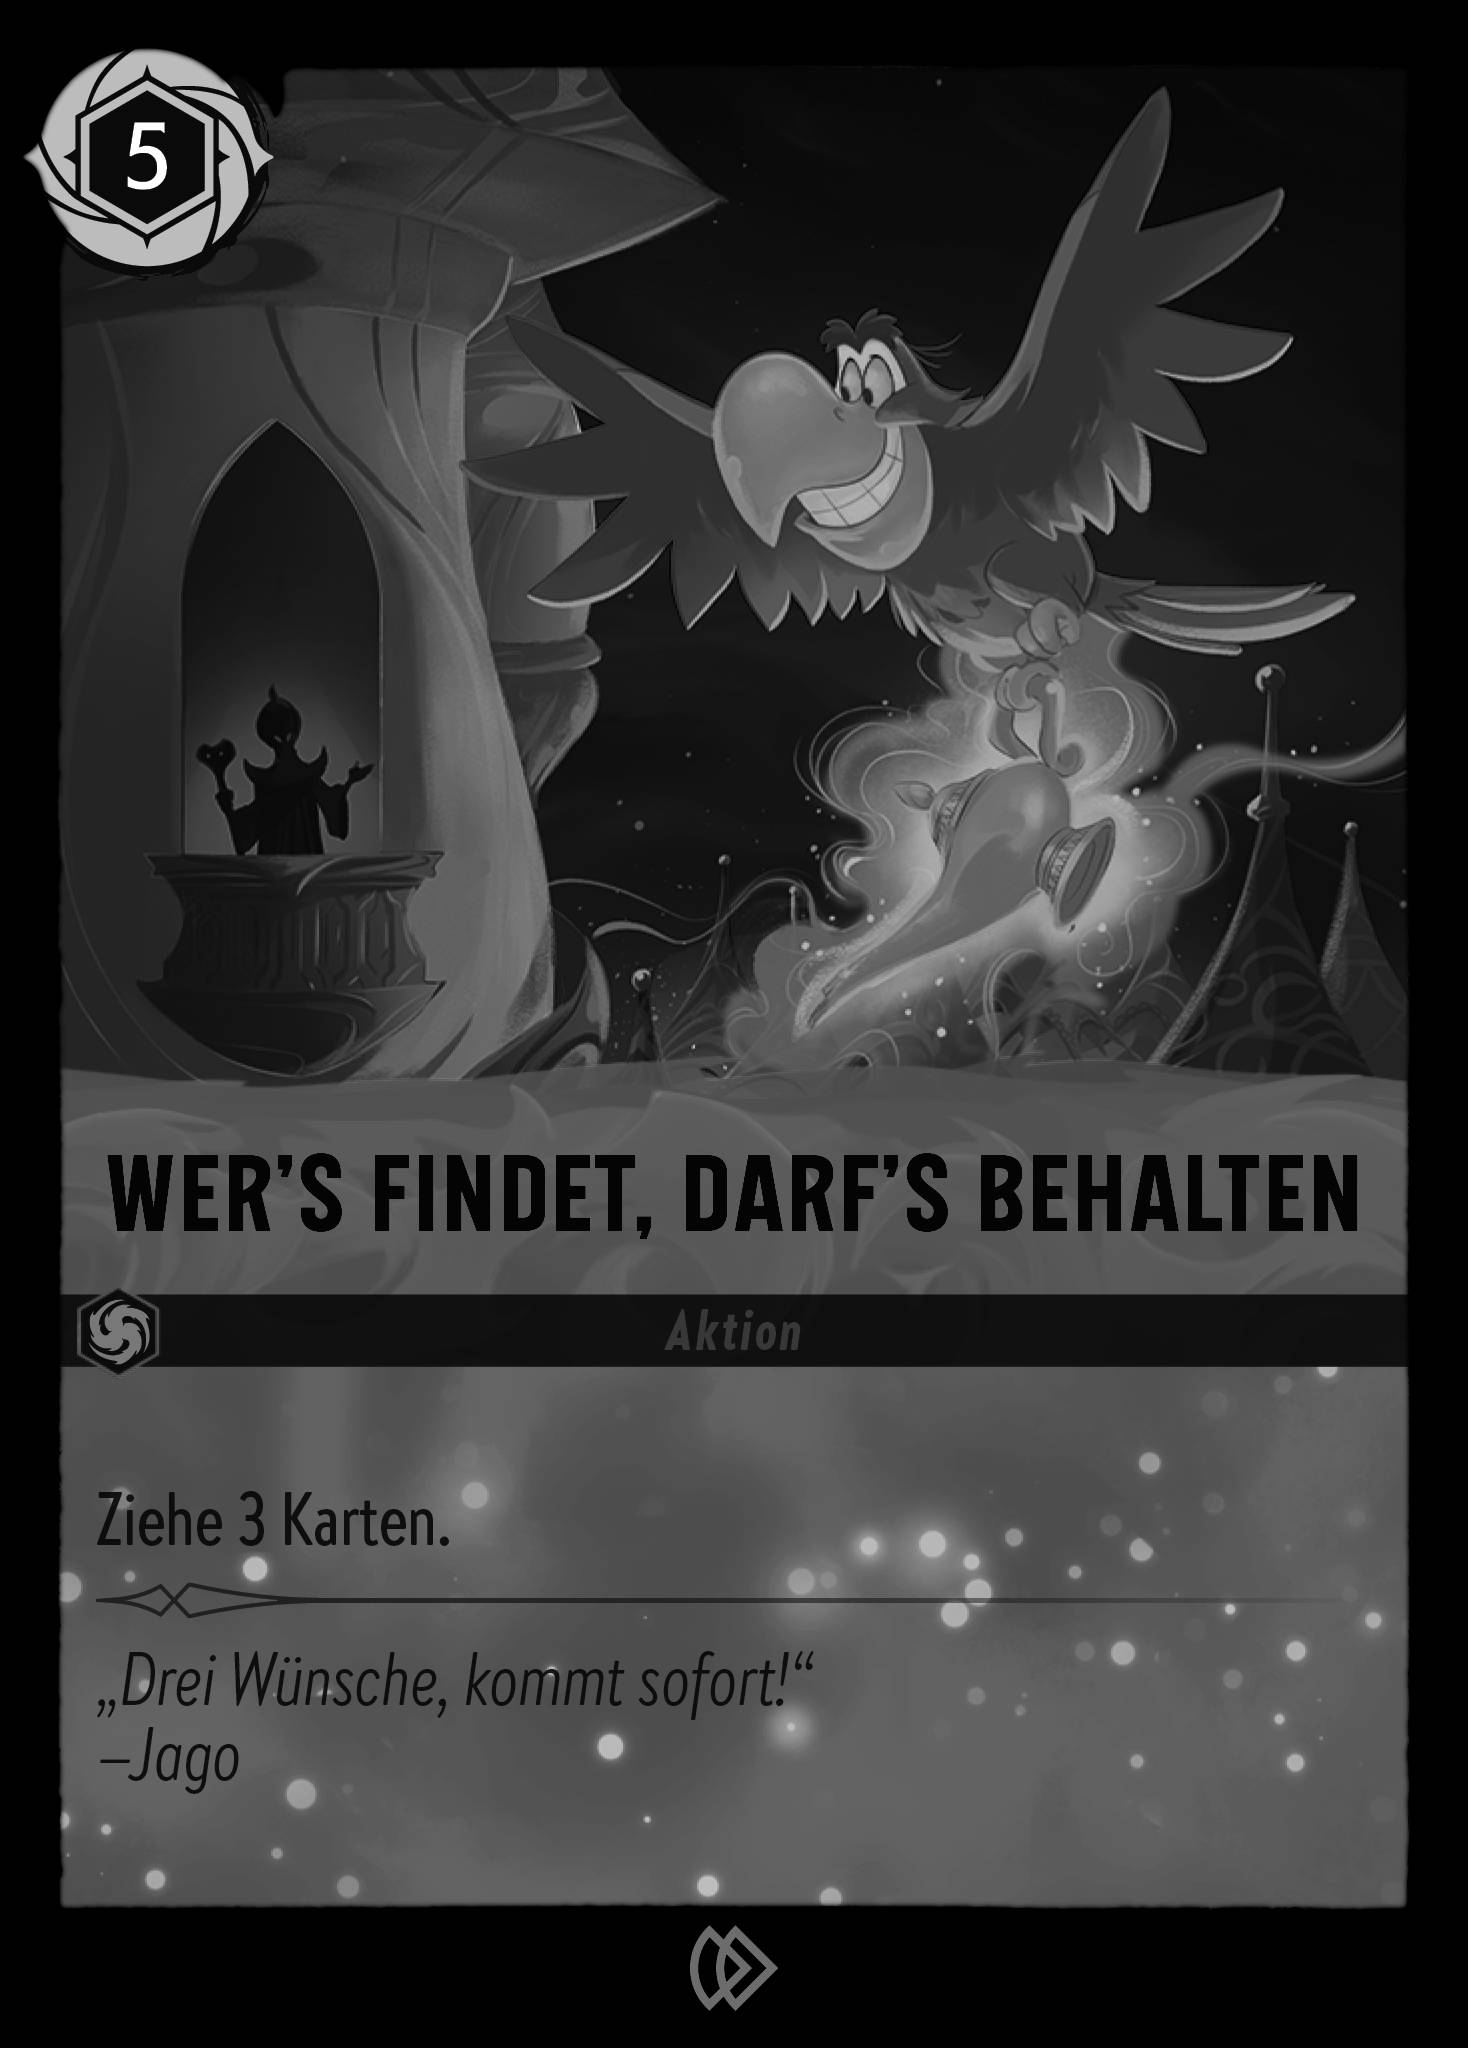 5
WER’S FINDET, DARF’S BEHALTEN
Aktion
Ziehe 3 Karten.
„Drei Wünsche, kommt sofort!“
—Jago